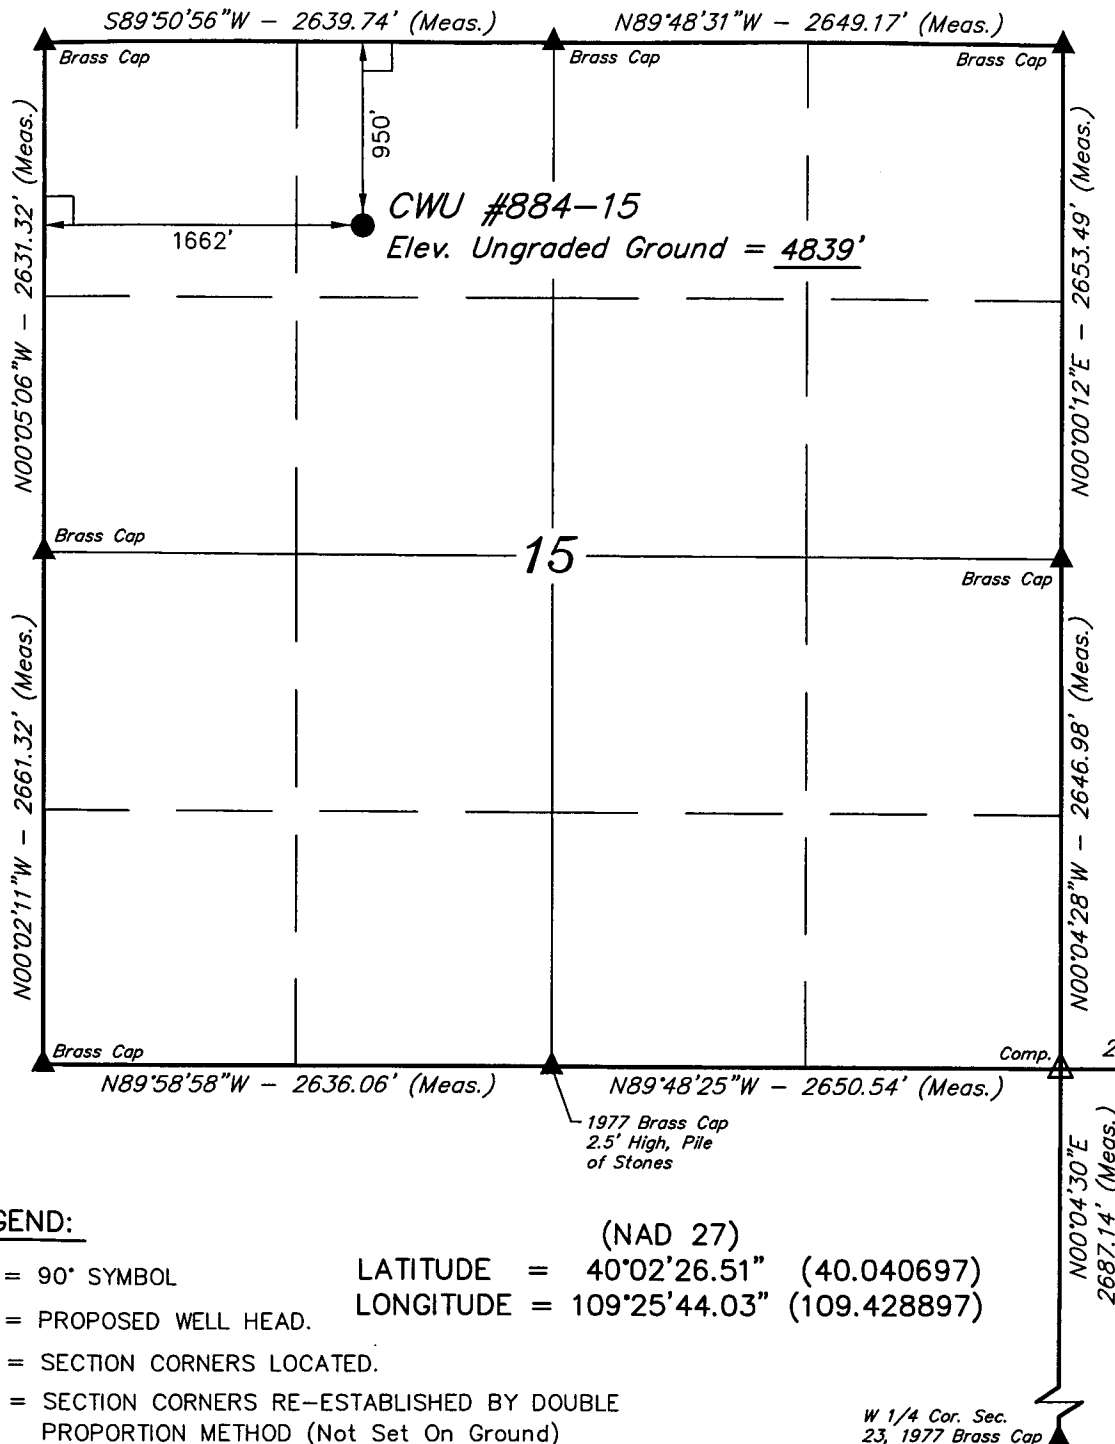 S89°50'56"W - 2639.74' (Meas.)
N89°48'31"W - 2649.17' (Meas.)
Brass Cap
Brass Cap
Brass Cap
N00°05'06"W - 2631.32' (Meas.)
950'
1662'
CWU #884-15
Elev. Ungraded Ground = 4839'
N00°00'12"E - 2653.49' (Meas.)
Brass Cap
15
Brass Cap
N00°02'11"W - 2661.32' (Meas.)
N00°04'28"W - 2646.98' (Meas.)
Brass Cap
Comp.
2
N89°58'58"W - 2636.06' (Meas.)
N89°48'25"W - 2650.54' (Meas.)
1977 Brass Cap
2.5' High, Pile
of Stones
N00°04'30"E
2687.14' (Meas.)
GEND:
(NAD 27)
= 90° SYMBOL
LATITUDE = 40°02'26.51" (40.040697)
LONGITUDE = 109°25'44.03" (109.428897)
= PROPOSED WELL HEAD.
= SECTION CORNERS LOCATED.
= SECTION CORNERS RE-ESTABLISHED BY DOUBLE
PROPORTION METHOD (Not Set On Ground)
W 1/4 Cor. Sec.
23, 1977 Brass Cap